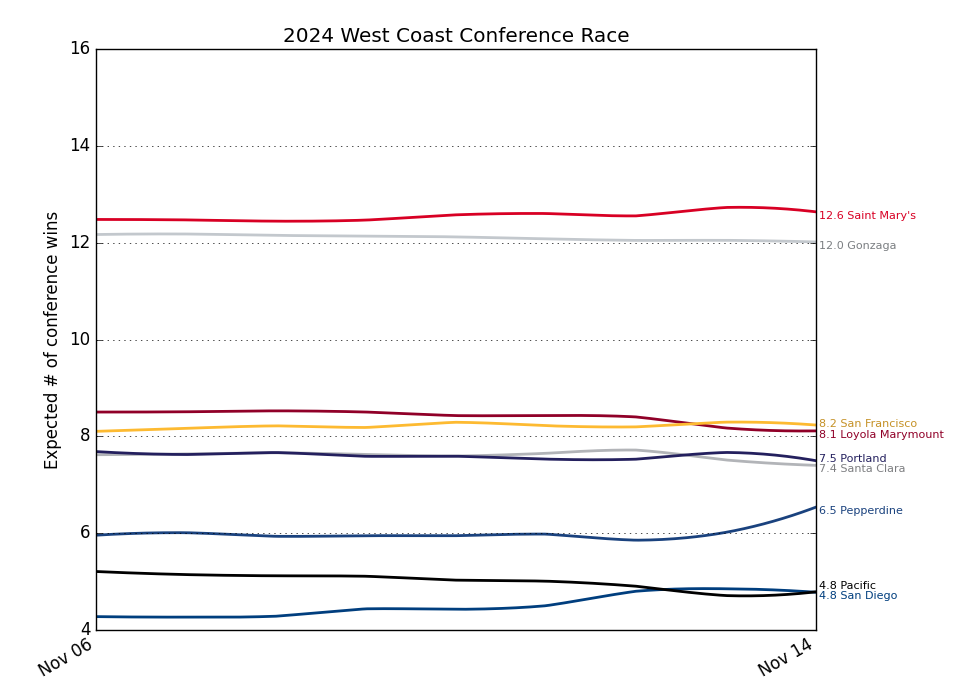 2024 West Coast Conference Race
Expected # of conference wins
16
14
12
10
8
6
4
Nov 06
Nov 14
12.6 Saint Mary's
12.0 Gonzaga
8.2 San Francisco
8.1 Loyola Marymount
7.5 Portland
7.4 Santa Clara
6.5 Pepperdine
4.8 Pacific
4.8 San Diego